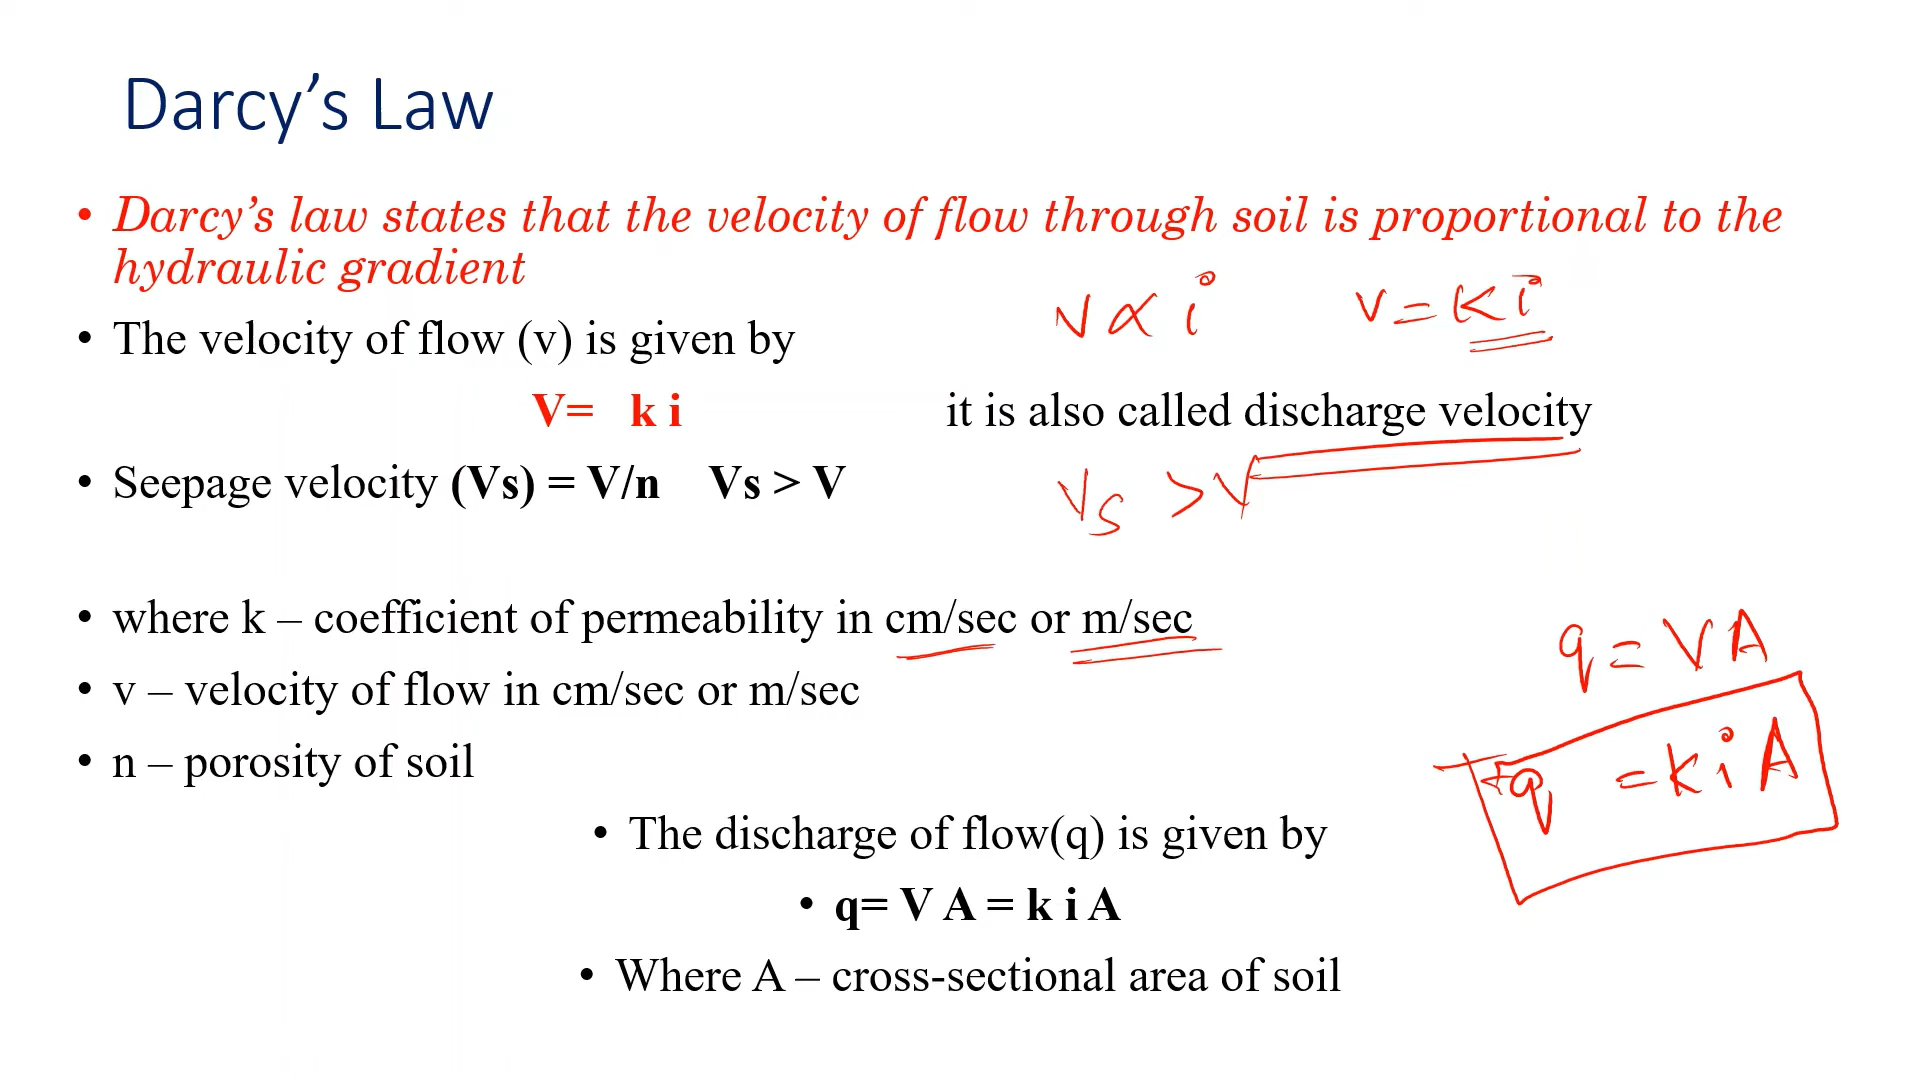 Darcy’s Law
• Darcy’s law states that the velocity of flow through soil is proportional to the
hydraulic gradient
v ∝ i v = k i
• The velocity of flow (v) is given by
V= k i it is also called discharge velocity
• Seepage velocity (Vs) = V/n Vs > V
Vs > V
• where k – coefficient of permeability in cm/sec or m/sec
q = VA
• v – velocity of flow in cm/sec or m/sec
• n – porosity of soil
q = k i A
• The discharge of flow(q) is given by
• q= V A = k i A
• Where A – cross-sectional area of soil